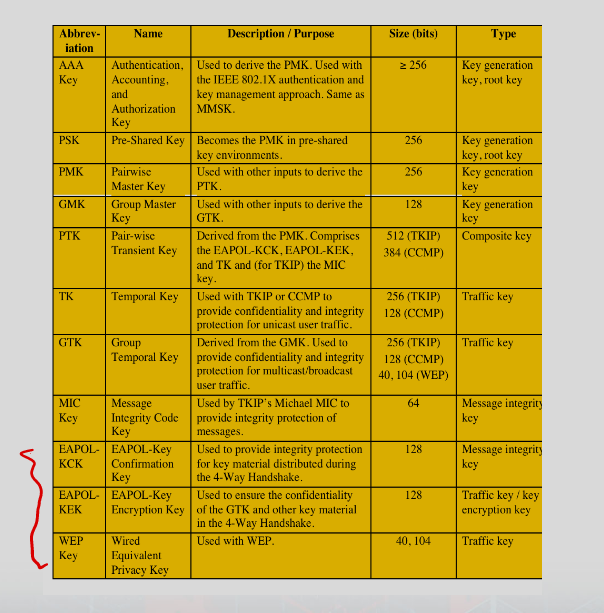 Abbrev-
iation
Name
Description / Purpose
Size (bits)
Type
AAA
Key
Authentication,
Accounting,
and
Authorization
Key
Used to derive the PMK. Used with
the IEEE 802.1X authentication and
key management approach. Same as
MMSK.
≥ 256
Key generation
key, root key
PSK
Pre-Shared Key
Becomes the PMK in pre-shared
key environments.
256
Key generation
key, root key
PMK
Pairwise
Master Key
Used with other inputs to derive the
PTK.
256
Key generation
key
GMK
Group Master
Key
Used with other inputs to derive the
GTK.
128
Key generation
key
PTK
Pair-wise
Transient Key
Derived from the PMK. Comprises
the EAPOL-KCK, EAPOL-KEK,
and TK and (for TKIP) the MIC
key.
512 (TKIP)
384 (CCMP)
Composite key
TK
Temporal Key
Used with TKIP or CCMP to
provide confidentiality and integrity
protection for unicast user traffic.
256 (TKIP)
128 (CCMP)
Traffic key
GTK
Group
Temporal Key
Derived from the GMK. Used to
provide confidentiality and integrity
protection for multicast/broadcast
user traffic.
256 (TKIP)
128 (CCMP)
40, 104 (WEP)
Traffic key
MIC
Key
Message
Integrity Code
Key
Used by TKIP's Michael MIC to
provide integrity protection of
messages.
64
Message integrity
key
EAPOL-
KCK
EAPOL-Key
Confirmation
Key
Used to provide integrity protection
for key material distributed during
the 4-Way Handshake.
128
Message integrity
key
EAPOL-
KEK
EAPOL-Key
Encryption Key
Used to ensure the confidentiality
of the GTK and other key material
in the 4-Way Handshake.
128
Traffic key / key
encryption key
WEP
Key
Wired
Equivalent
Privacy Key
Used with WEP.
40, 104
Traffic key